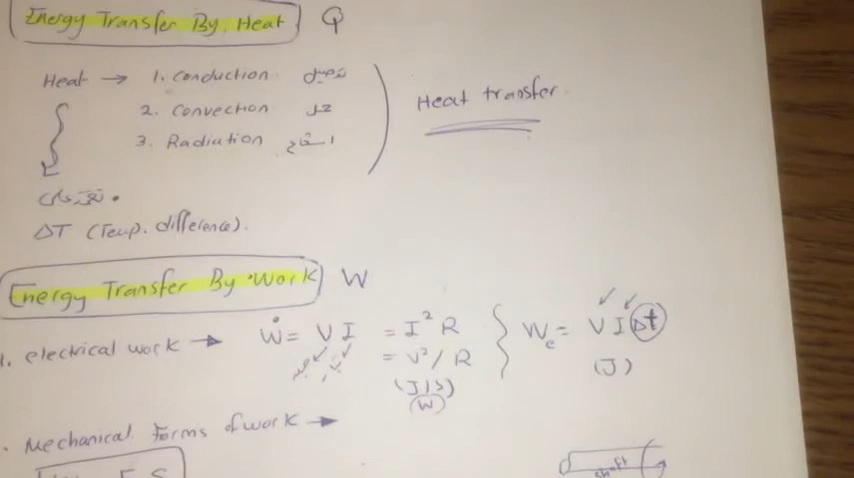 Energy Transfer By Heat Q
Heat → 1. Conduction توصيل
2. Convection حمل
3. Radiation اشعاع
Heat transfer
ΔT (Temp. difference).
Energy Transfer By Work W
1. electrical work → Ẇ = V I = I² R
= V²/R
(J/s)
(W)
We = V I Δt
(J)
. Mechanical Forms of work →
shaft